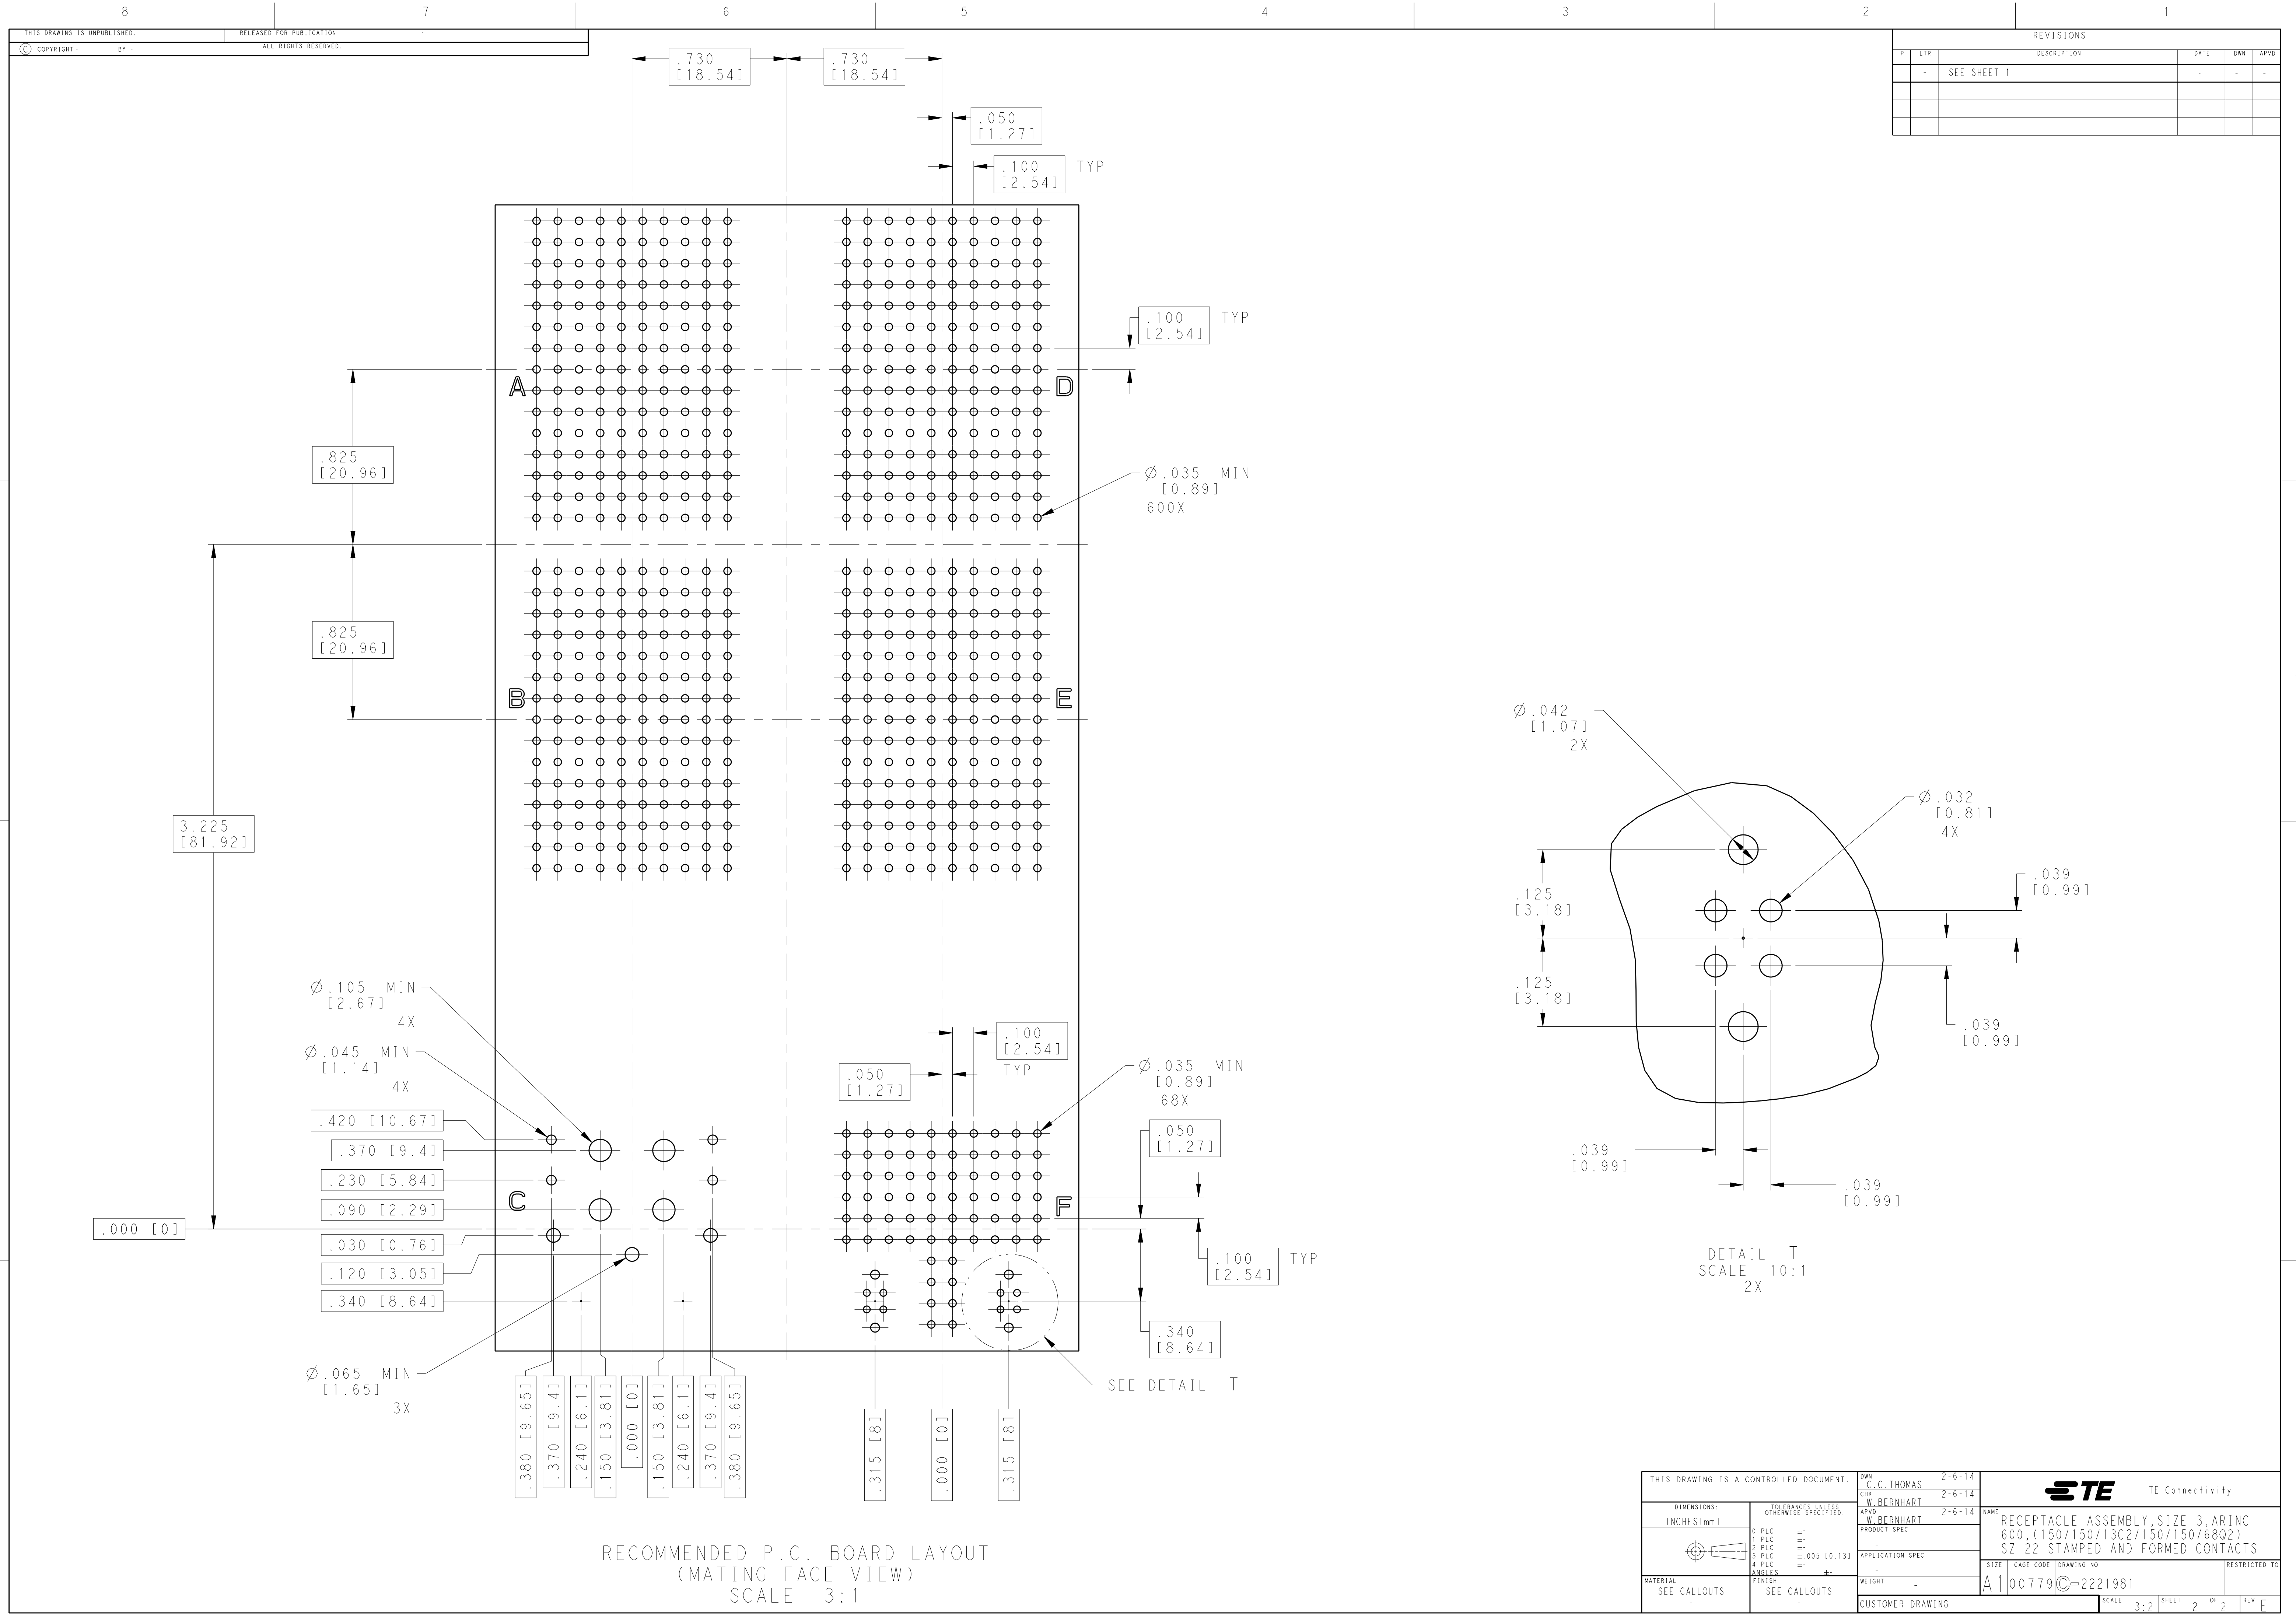 8 7 6 5 4 3 2 1
THIS DRAWING IS UNPUBLISHED. RELEASED FOR PUBLICATION -
© COPYRIGHT - BY - ALL RIGHTS RESERVED.
REVISIONS
P LTR DESCRIPTION DATE DWN APVD
- SEE SHEET 1 - - -
.730
[18.54]
.730
[18.54]
.050
[1.27]
.100
[2.54]
TYP
.100
[2.54]
TYP
A
D
.825
[20.96]
Ø.035 MIN
[0.89]
600X
.825
[20.96]
B
E
3.225
[81.92]
Ø.105 MIN
[2.67]
4X
Ø.045 MIN
[1.14]
4X
.420 [10.67]
.370 [9.4]
.230 [5.84]
.090 [2.29]
.000 [0]
.030 [0.76]
.120 [3.05]
.340 [8.64]
Ø.065 MIN
[1.65]
3X
C
F
.100
[2.54]
TYP
.050
[1.27]
Ø.035 MIN
[0.89]
68X
.050
[1.27]
.100
[2.54]
TYP
.340
[8.64]
SEE DETAIL T
.380 [9.65]
.370 [9.4]
.240 [6.1]
.150 [3.81]
.000 [0]
.150 [3.81]
.240 [6.1]
.370 [9.4]
.380 [9.65]
.315 [8]
.000 [0]
.315 [8]
RECOMMENDED P.C. BOARD LAYOUT
(MATING FACE VIEW)
SCALE 3:1
Ø.042
[1.07]
2X
Ø.032
[0.81]
4X
.125
[3.18]
.125
[3.18]
.039
[0.99]
.039
[0.99]
.039
[0.99]
.039
[0.99]
DETAIL T
SCALE 10:1
2X
THIS DRAWING IS A CONTROLLED DOCUMENT.
DIMENSIONS:
INCHES[mm]
TOLERANCES UNLESS
OTHERWISE SPECIFIED:
0 PLC ±-
1 PLC ±-
2 PLC ±-
3 PLC ±.005 [0.13]
4 PLC ±-
ANGLES ±-
MATERIAL
SEE CALLOUTS
-
FINISH
SEE CALLOUTS
-
DWN 2-6-14
C.C.THOMAS
CHK 2-6-14
W.BERNHART
APVD 2-6-14
W.BERNHART
PRODUCT SPEC
-
APPLICATION SPEC
-
WEIGHT -
CUSTOMER DRAWING
TE TE Connectivity
NAME
RECEPTACLE ASSEMBLY,SIZE 3,ARINC
600,(150/150/13C2/150/150/68Q2)
SZ 22 STAMPED AND FORMED CONTACTS
SIZE CAGE CODE DRAWING NO RESTRICTED TO
A1 00779 C-2221981
SCALE 3:2 SHEET 2 OF 2 REV E